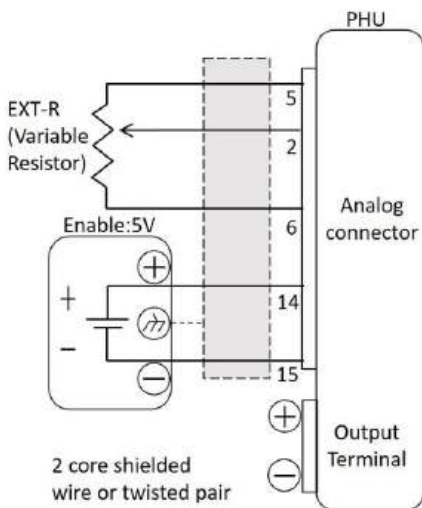 PHU
5
EXT-R
(Variable
Resistor)
2
6
Enable:5V
Analog
connector
+
+
14
−
−
15
+
Output
Terminal
−
2 core shielded
wire or twisted pair